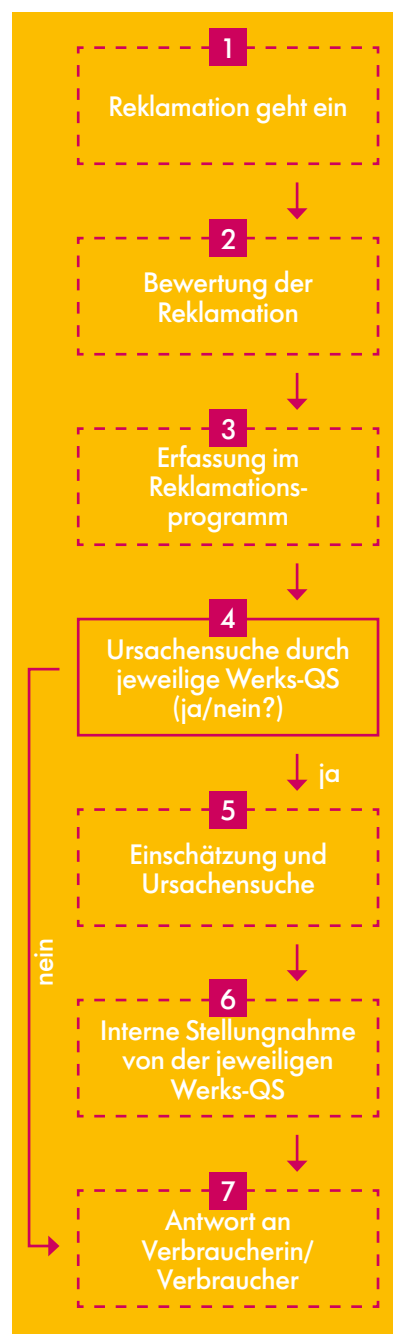 1
Reklamation geht ein
2
Bewertung der
Reklamation
3
Erfassung im
Reklamations-
programm
4
Ursachensuche durch
jeweilige Werks-QS
(ja/nein?)
ja
5
Einschätzung und
Ursachensuche
nein
6
Interne Stellungnahme
von der jeweiligen
Werks-QS
7
Antwort an
Verbraucherin/
Verbraucher